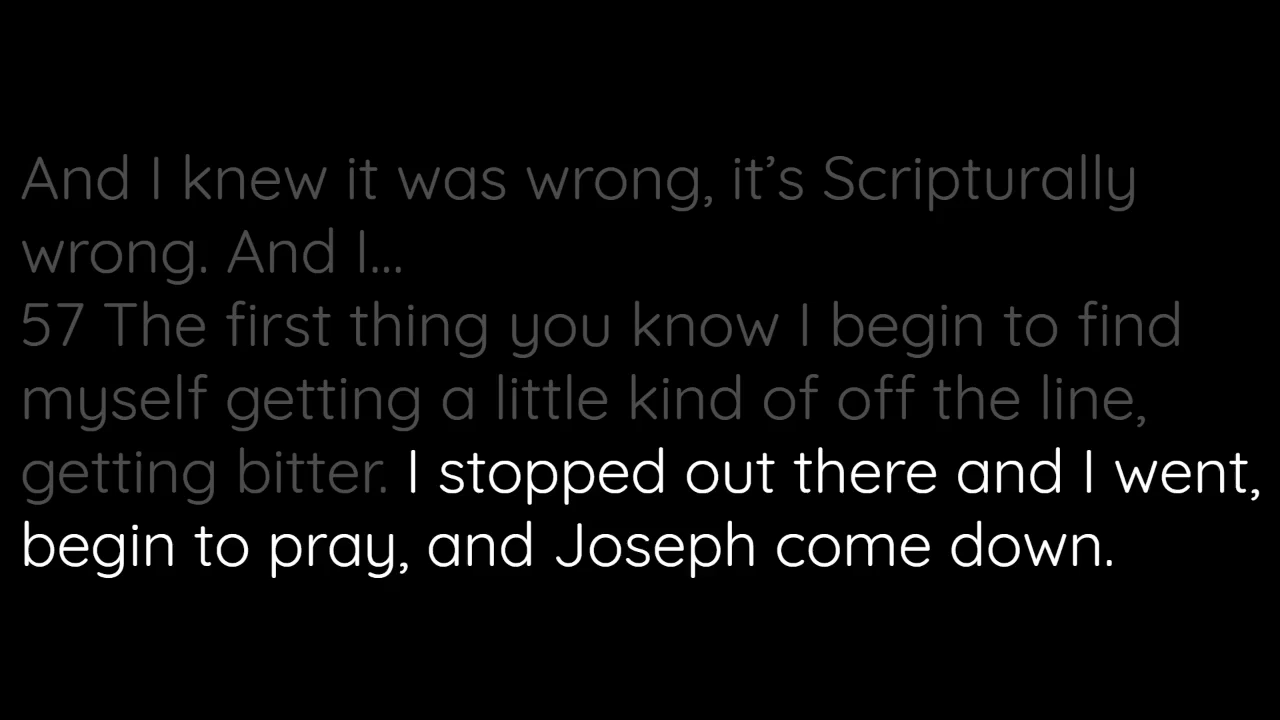 And I knew it was wrong, it’s Scripturally
wrong. And I...
57 The first thing you know I begin to find
myself getting a little kind of off the line,
getting bitter. I stopped out there and I went,
begin to pray, and Joseph come down.